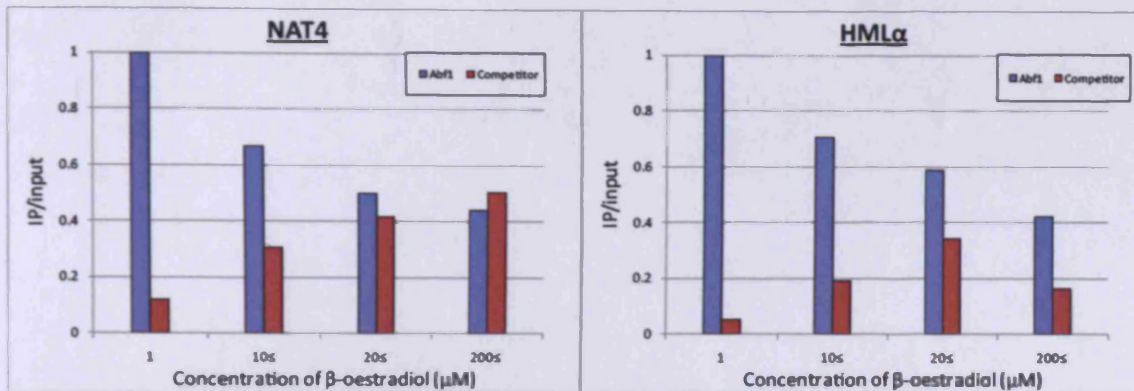 NAT4
1
0.8
0.6
0.4
0.2
0
IP/input
Abf1 Competitor
1 10s 20s 200s
Concentration of β-oestradiol (μM)
HMLα
1
0.8
0.6
0.4
0.2
0
IP/input
Abf1 Competitor
1 10s 20s 200s
Concentration of β-oestradiol (μM)